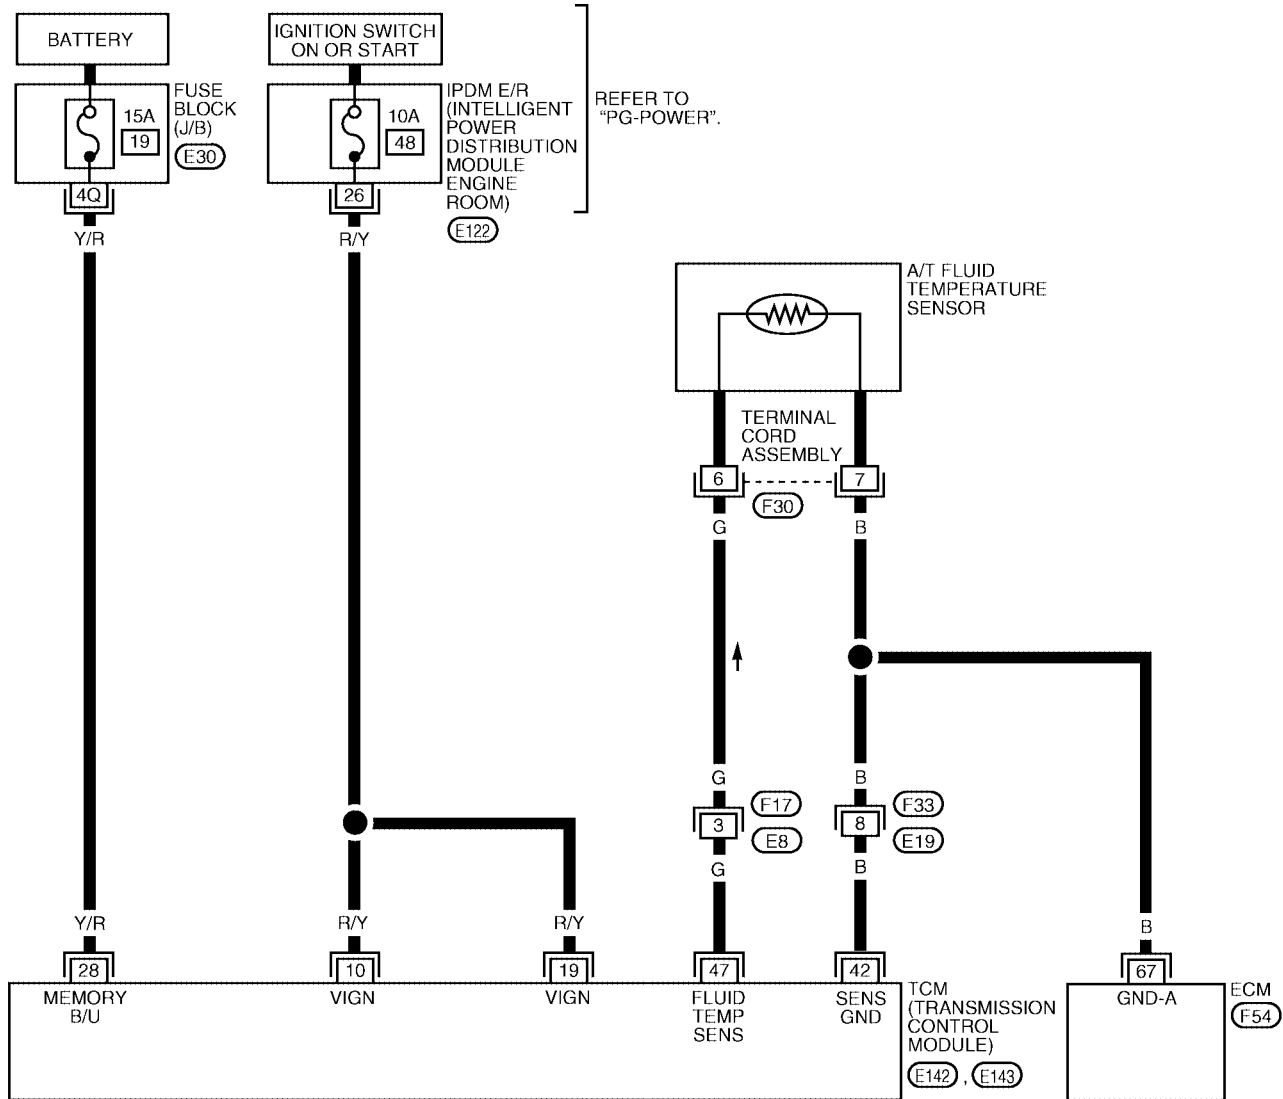 BATTERY
IGNITION SWITCH
ON OR START
15A
19
FUSE
BLOCK
(J/B)
E30
10A
48
IPDM E/R
(INTELLIGENT
POWER
DISTRIBUTION
MODULE
ENGINE
ROOM)
E122
REFER TO
"PG-POWER".
4Q
26
Y/R
R/Y
A/T FLUID
TEMPERATURE
SENSOR
TERMINAL
CORD
ASSEMBLY
6
7
F30
G
B
G
B
3
F17
E8
8
F33
E19
G
B
Y/R
R/Y
R/Y
B
28
10
19
47
42
67
MEMORY
B/U
VIGN
VIGN
FLUID
TEMP
SENS
SENS
GND
TCM
(TRANSMISSION
CONTROL
MODULE)
E142 , E143
GND-A
ECM
F54